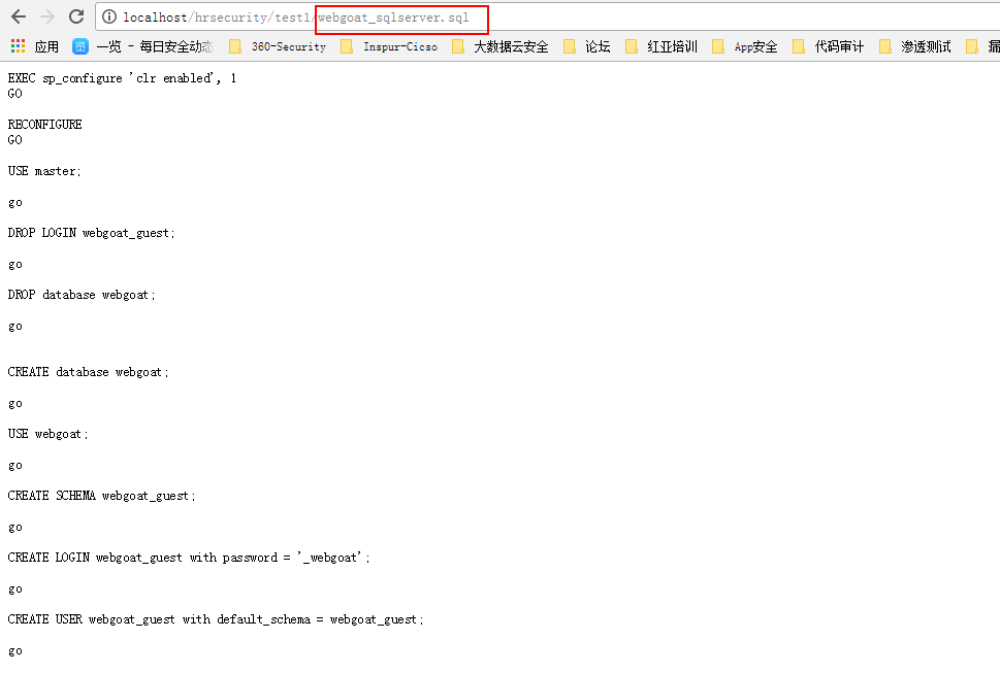 localhost/hrsecurity/test1/webgoat_sqlserver.sql
应用 览 一览 - 每日安全动态 360-Security Inspur-Cicso 大数据云安全 论坛 红亚培训 App安全 代码审计 渗透测试 漏
EXEC sp_configure 'clr enabled', 1
GO
RECONFIGURE
GO
USE master;
go
DROP LOGIN webgoat_guest;
go
DROP database webgoat;
go
CREATE database webgoat;
go
USE webgoat;
go
CREATE SCHEMA webgoat_guest;
go
CREATE LOGIN webgoat_guest with password = '_webgoat';
go
CREATE USER webgoat_guest with default_schema = webgoat_guest;
go